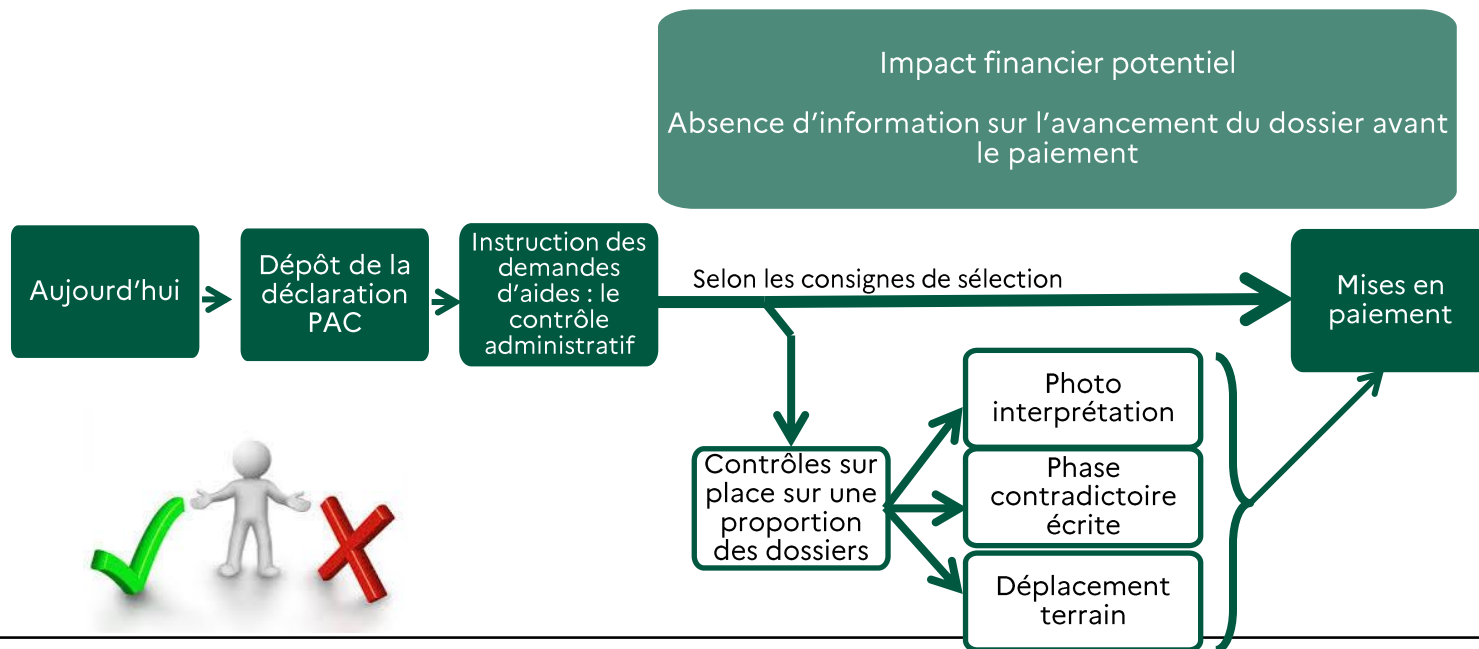 Impact financier potentiel
Absence d’information sur l’avancement du dossier avant
le paiement
Aujourd’hui
Dépôt de la
déclaration
PAC
Instruction des
demandes
d’aides : le
contrôle
administratif
Selon les consignes de sélection
Mises en
paiement
Contrôles sur
place sur une
proportion
des dossiers
Photo
interprétation
Phase
contradictoire
écrite
Déplacement
terrain